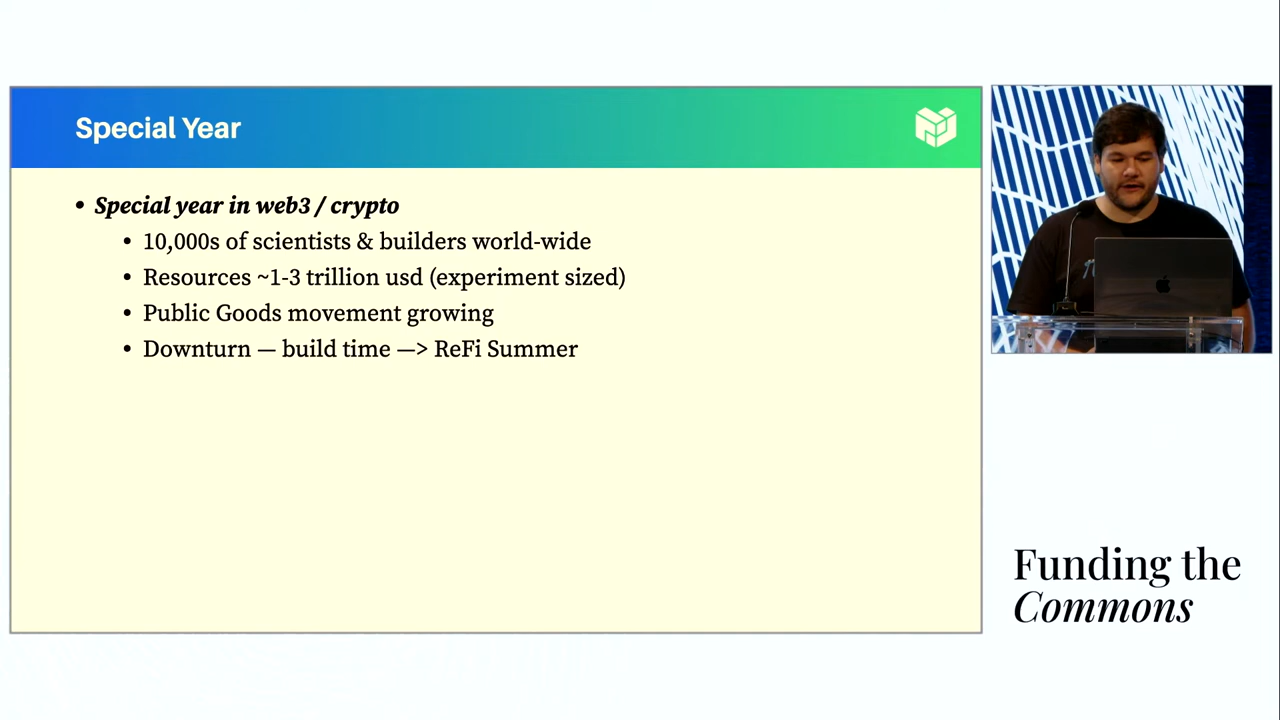 Special Year
• Special year in web3 / crypto
• 10,000s of scientists & builders world-wide
• Resources ~1-3 trillion usd (experiment sized)
• Public Goods movement growing
• Downturn — build time —> ReFi Summer
Funding the
Commons